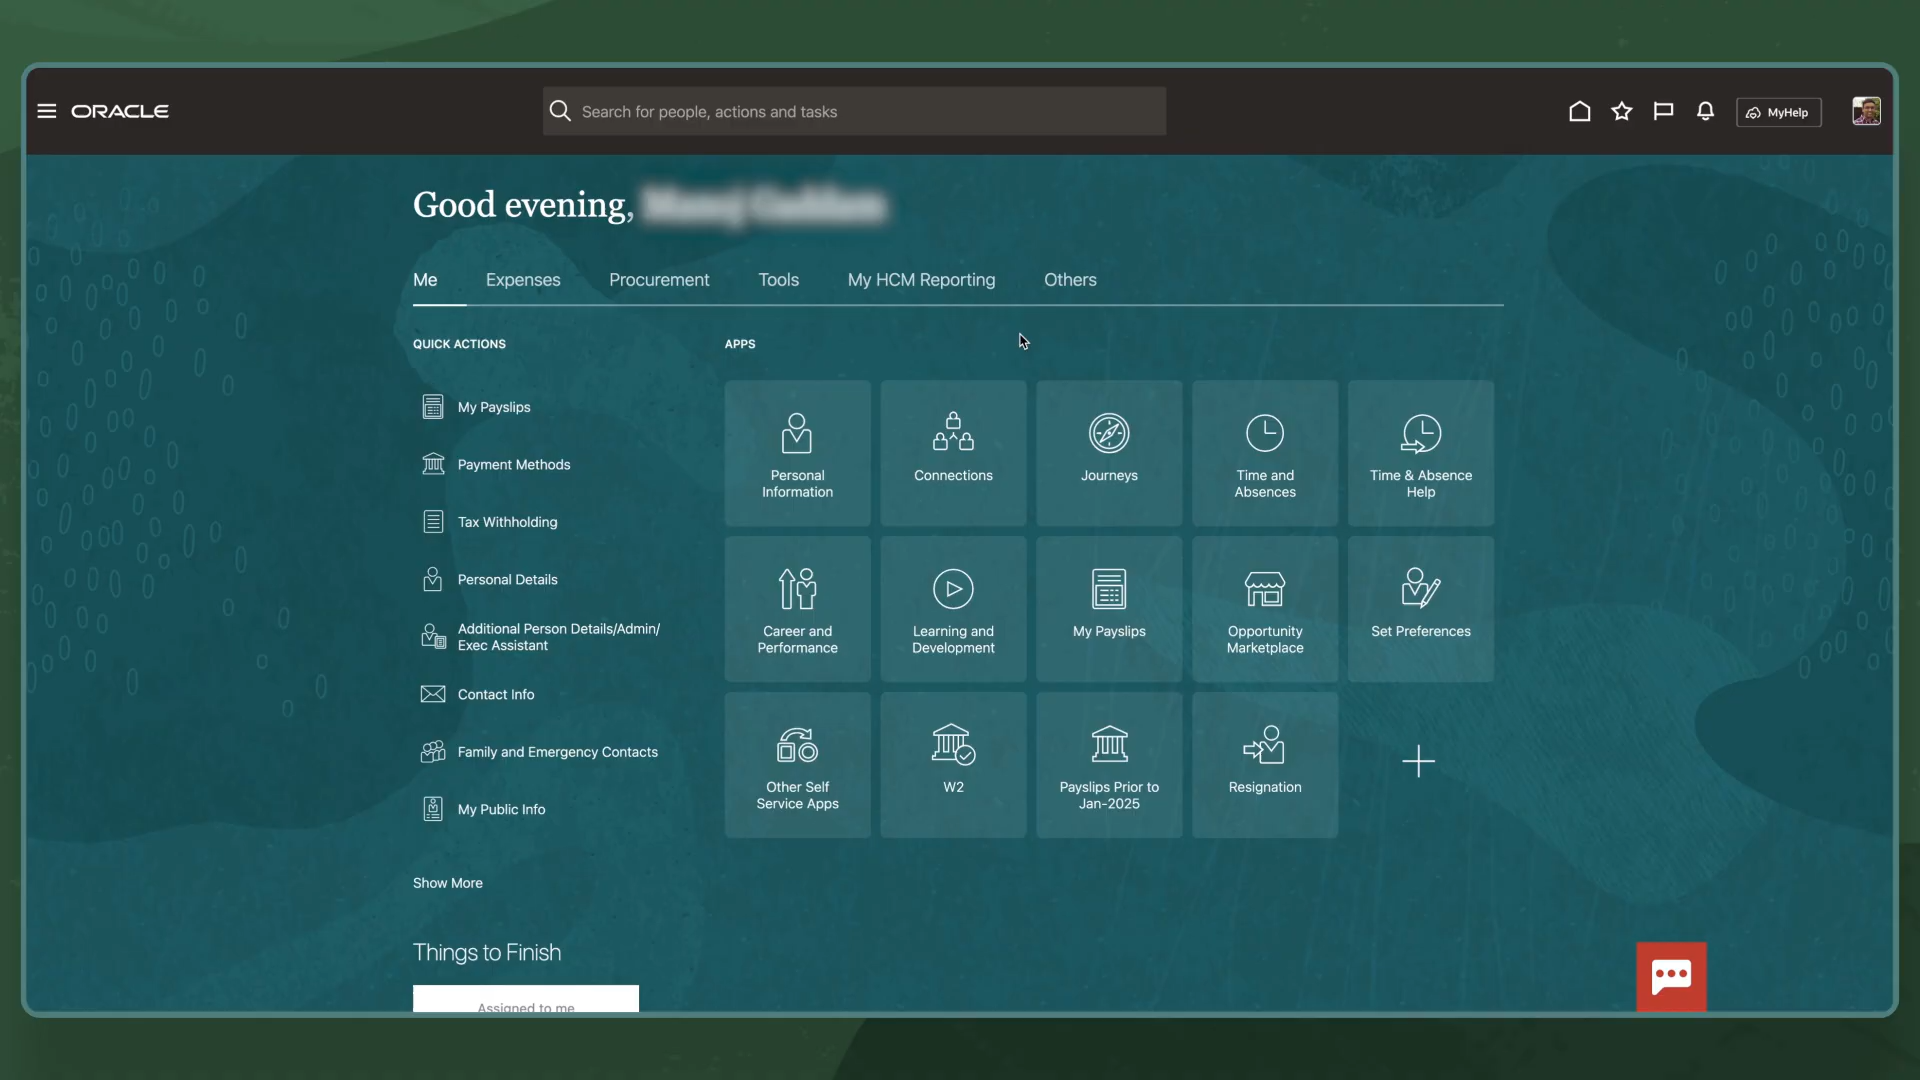 ORACLE
Search for people, actions and tasks
MyHelp
Good evening,
Me
Expenses
Procurement
Tools
My HCM Reporting
Others
QUICK ACTIONS
My Payslips
Payment Methods
Tax Withholding
Personal Details
Additional Person Details/Admin/
Exec Assistant
Contact Info
Family and Emergency Contacts
My Public Info
Show More
APPS
Personal
Information
Connections
Journeys
Time and
Absences
Time & Absence
Help
Career and
Performance
Learning and
Development
My Payslips
Opportunity
Marketplace
Set Preferences
Other Self
Service Apps
W2
Payslips Prior to
Jan-2025
Resignation
Things to Finish
Assigned to me